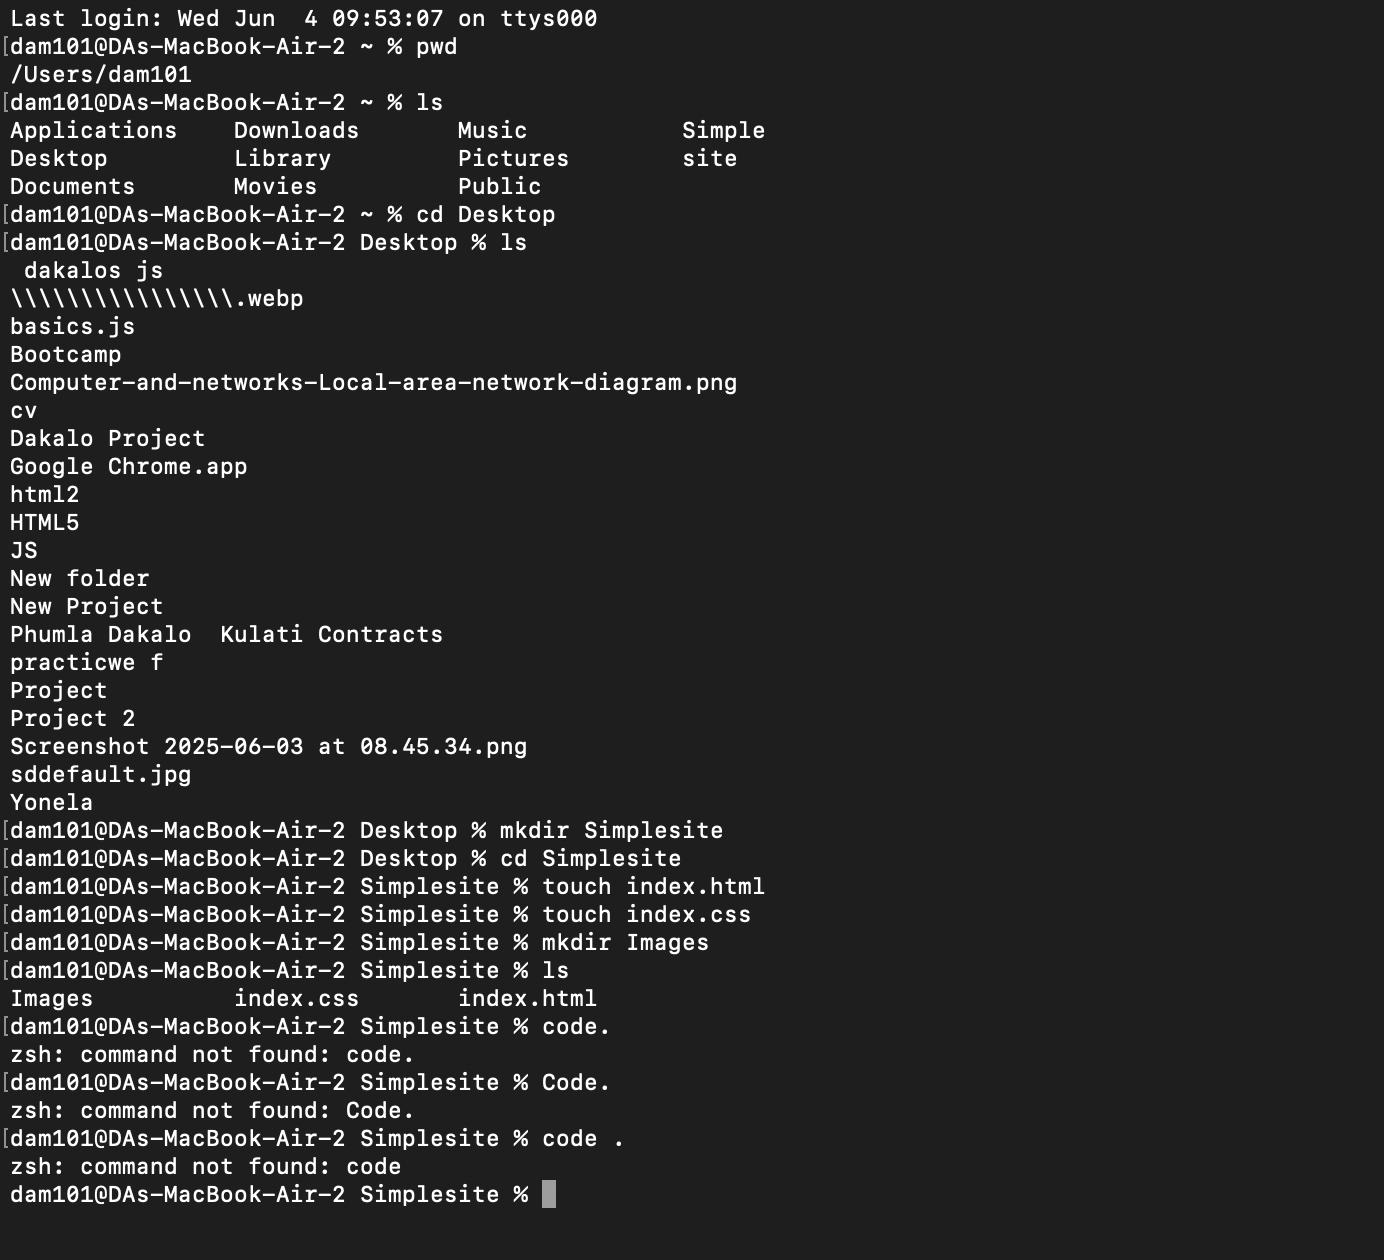 Last login: Wed Jun  4 09:53:07 on ttys000
[dam101@DAs-MacBook-Air-2 ~ % pwd
/Users/dam101
[dam101@DAs-MacBook-Air-2 ~ % ls
Applications    Downloads       Music           Simple
Desktop         Library         Pictures        site
Documents       Movies          Public
[dam101@DAs-MacBook-Air-2 ~ % cd Desktop
[dam101@DAs-MacBook-Air-2 Desktop % ls
 dakalos js
\\\\\\\\\\\\\\\\.webp
basics.js
Bootcamp
Computer-and-networks-Local-area-network-diagram.png
cv
Dakalo Project
Google Chrome.app
html2
HTML5
JS
New folder
New Project
Phumla Dakalo  Kulati Contracts
practicwe f
Project
Project 2
Screenshot 2025-06-03 at 08.45.34.png
sddefault.jpg
Yonela
[dam101@DAs-MacBook-Air-2 Desktop % mkdir Simplesite
[dam101@DAs-MacBook-Air-2 Desktop % cd Simplesite
[dam101@DAs-MacBook-Air-2 Simplesite % touch index.html
[dam101@DAs-MacBook-Air-2 Simplesite % touch index.css
[dam101@DAs-MacBook-Air-2 Simplesite % mkdir Images
[dam101@DAs-MacBook-Air-2 Simplesite % ls
Images          index.css       index.html
[dam101@DAs-MacBook-Air-2 Simplesite % code.
zsh: command not found: code.
[dam101@DAs-MacBook-Air-2 Simplesite % Code.
zsh: command not found: Code.
[dam101@DAs-MacBook-Air-2 Simplesite % code .
zsh: command not found: code
dam101@DAs-MacBook-Air-2 Simplesite %